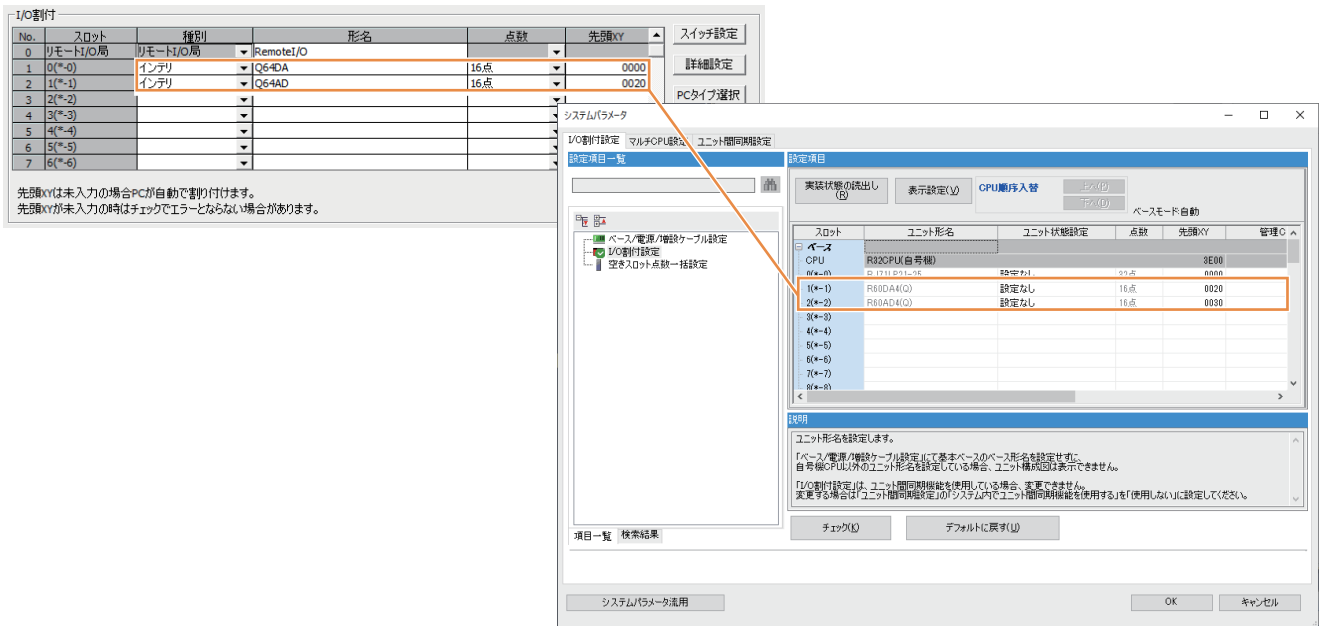 I/O割付
No. スロット 種別 形名 点数 先頭XY
0 リモートI/O局 リモートI/O局 RemoteI/O
1 0(*-0) インテリ Q64DA 16点 0000
2 1(*-1) インテリ Q64AD 16点 0020
3 2(*-2)
4 3(*-3)
5 4(*-4)
6 5(*-5)
7 6(*-6)
スイッチ設定
詳細設定
PCタイプ選択
先頭XYは未入力の場合PCが自動で割り付けます。
先頭XYが未入力の時はチェックでエラーとならない場合があります。
システムパラメータ
I/O割付設定 マルチCPU設定 ユニット間同期設定
設定項目一覧
ベース/電源/増設ケーブル設定
I/O割付設定
空きスロット点数一括設定
項目一覧 検索結果
設定項目
実装状態の読出し(R)
表示設定(V)
CPU順序入替
上へ(P)
下へ(D)
ベースモード:自動
スロット ユニット形名 ユニット状態設定 点数 先頭XY 管理C
ベース
CPU R32CPU(自号機) 3E00
0(*-0) RJ71LP21-25 設定なし 32点 0000
1(*-1) R60DA4(Q) 設定なし 16点 0020
2(*-2) R60AD4(Q) 設定なし 16点 0030
3(*-3)
4(*-4)
5(*-5)
6(*-6)
7(*-7)
8(*-8)
説明
ユニット形名を設定します。
「ベース/電源/増設ケーブル設定」にて基本ベースのベース形名を設定せずに、
自号機CPU以外のユニット形名を設定している場合、ユニット構成図は表示できません。
「I/O割付設定」は、ユニット間同期機能を使用している場合、変更できません。
変更する場合は「ユニット間同期設定」の「システム内でユニット間同期機能を使用する」を「使用しない」に設定してください。
チェック(K) デフォルトに戻す(U)
システムパラメータ流用 OK キャンセル